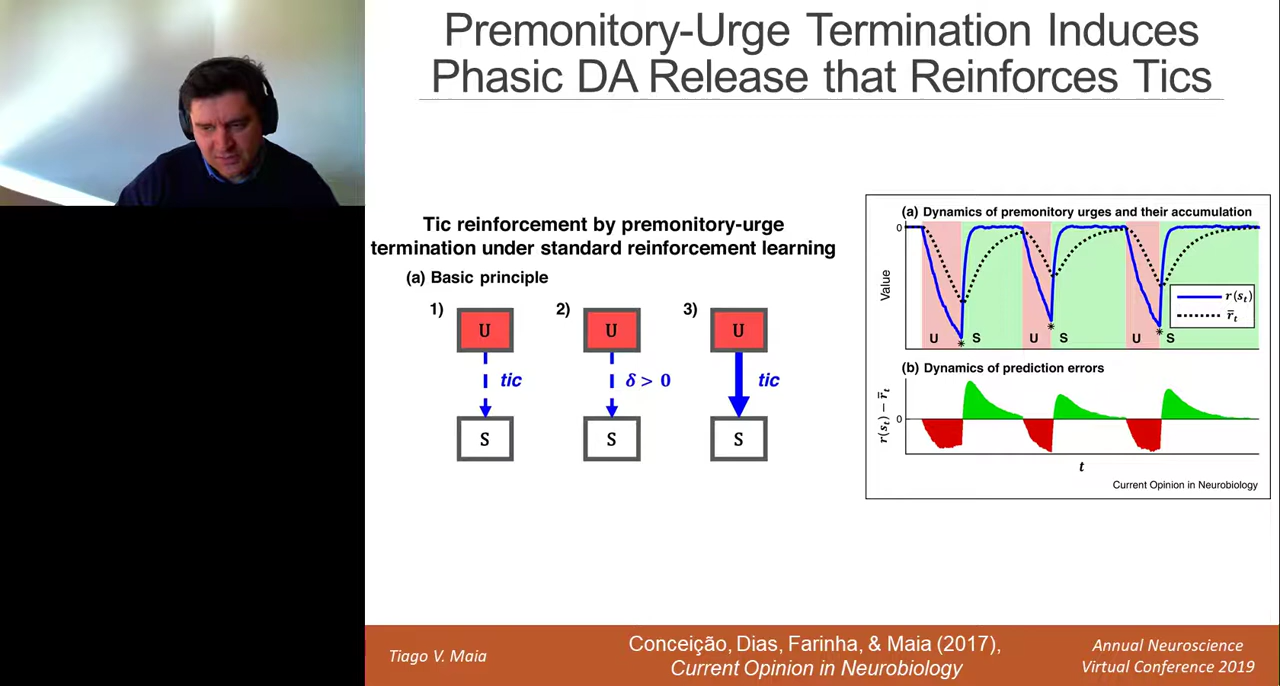 Premonitory-Urge Termination Induces
Phasic DA Release that Reinforces Tics
Tic reinforcement by premonitory-urge
termination under standard reinforcement learning
(a) Basic principle
1)
U
tic
S
2)
U
δ > 0
S
3)
U
tic
S
(a) Dynamics of premonitory urges and their accumulation
0
Value
r(sₜ)
r̄ₜ
U * S
U * S
U * S
(b) Dynamics of prediction errors
r(sₜ) − r̄ₜ
0
t
Current Opinion in Neurobiology
Tiago V. Maia
Conceição, Dias, Farinha, & Maia (2017),
Current Opinion in Neurobiology
Annual Neuroscience
Virtual Conference 2019